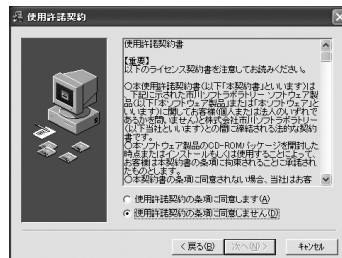 使用許諾契約
使用許諾契約書
【重要】
以下のライセンス契約書を注意してお読みください。
○本使用許諾契約書(以下「本契約書」といいます)は
、下記に示された市川ソフトラボラトリー ソフトウェア製
品(以下「本ソフトウェア製品」または「本ソフトウェア」と
いいます)に関してお客様(個人または法人のいずれで
あるかを問いません)と株式会社市川ソフトラボラトリー
(以下当社といいます)との間に締結される法的な契約
書です。
○本ソフトウェア製品のCD-ROMパッケージを開封した
時点またはインストールもしくは使用することによって、
お客様は本契約書の条項に拘束されることに承諾され
たものとします。
○本契約書の条項に同意されない場合、当社はお客
使用許諾契約の条項に同意します(A)
使用許諾契約の条項に同意しません(D)
< 戻る(B)
次へ(N) >
キャンセル